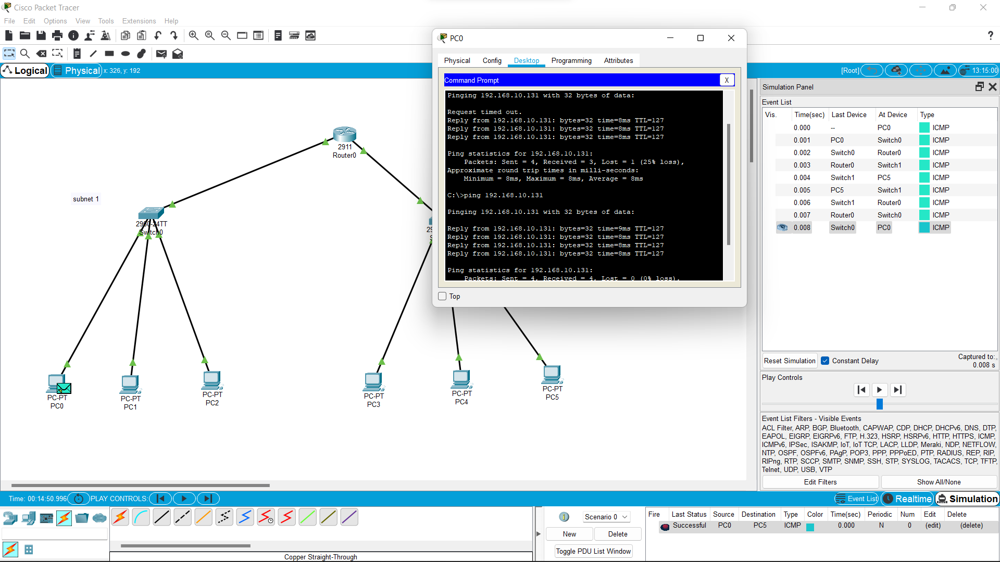 Cisco Packet Tracer
File Edit Options View Tools Extensions Help
?
Logical Physical x: 326, y: 192
[Root] 13:15:00
2911
Router0
subnet 1
2960-24TT
Switch0
29
S
PC-PT
PC0
PC-PT
PC1
PC-PT
PC2
PC-PT
PC3
PC-PT
PC4
PC-PT
PC5
PC0
Physical Config Desktop Programming Attributes
Command Prompt
X
Pinging 192.168.10.131 with 32 bytes of data:
Request timed out.
Reply from 192.168.10.131: bytes=32 time=8ms TTL=127
Reply from 192.168.10.131: bytes=32 time=8ms TTL=127
Reply from 192.168.10.131: bytes=32 time=8ms TTL=127
Ping statistics for 192.168.10.131:
Packets: Sent = 4, Received = 3, Lost = 1 (25% loss),
Approximate round trip times in milli-seconds:
Minimum = 8ms, Maximum = 8ms, Average = 8ms
C:\>ping 192.168.10.131
Pinging 192.168.10.131 with 32 bytes of data:
Reply from 192.168.10.131: bytes=32 time=9ms TTL=127
Reply from 192.168.10.131: bytes=32 time=8ms TTL=127
Reply from 192.168.10.131: bytes=32 time=8ms TTL=127
Reply from 192.168.10.131: bytes=32 time=8ms TTL=127
Ping statistics for 192.168.10.131:
Packets: Sent = 4, Received = 4, Lost = 0 (0% loss),
Top
Simulation Panel
Event List
Vis. Time(sec) Last Device At Device Type
0.000 -- PC0 ICMP
0.001 PC0 Switch0 ICMP
0.002 Switch0 Router0 ICMP
0.003 Router0 Switch1 ICMP
0.004 Switch1 PC5 ICMP
0.005 PC5 Switch1 ICMP
0.006 Switch1 Router0 ICMP
0.007 Router0 Switch0 ICMP
0.008 Switch0 PC0 ICMP
Reset Simulation Constant Delay Captured to:
0.008 s
Play Controls
Event List Filters - Visible Events
ACL Filter, ARP, BGP, Bluetooth, CAPWAP, CDP, DHCP, DHCPv6, DNS, DTP,
EAPOL, EIGRP, EIGRPv6, FTP, H.323, HSRP, HSRPv6, HTTP, HTTPS, ICMP,
ICMPv6, IPSec, ISAKMP, IoT, IoT TCP, LACP, LLDP, Meraki, NDP, NETFLOW,
NTP, OSPF, OSPFv6, PAgP, POP3, PPP, PPPoED, PTP, RADIUS, REP, RIP,
RIPng, RTP, SCCP, SMTP, SNMP, SSH, STP, SYSLOG, TACACS, TCP, TFTP,
Telnet, UDP, USB, VTP
Edit Filters Show All/None
Time: 00:14:50.996 PLAY CONTROLS:
Event List Realtime Simulation
Copper Straight-Through
Scenario 0
New Delete
Toggle PDU List Window
Fire Last Status Source Destination Type Color Time(sec) Periodic Num Edit Delete
Successful PC0 PC5 ICMP 0.000 N 0 (edit) (delete)